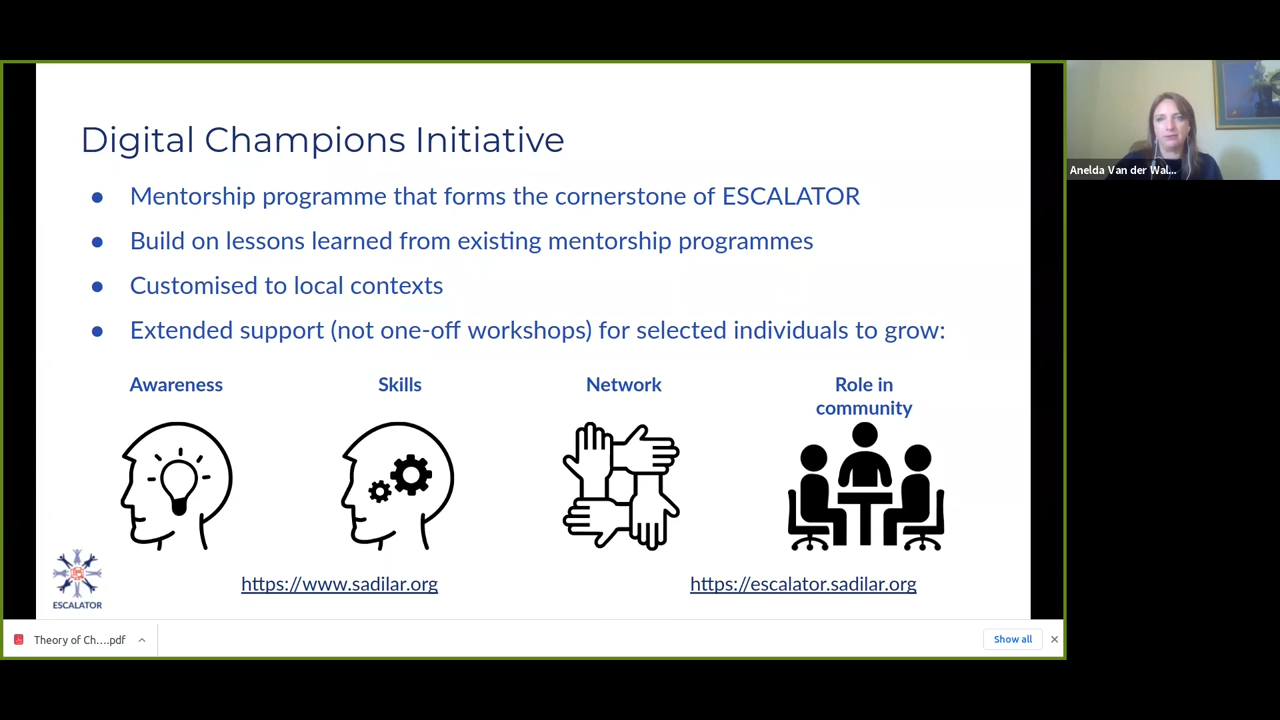 Digital Champions Initiative
● Mentorship programme that forms the cornerstone of ESCALATOR
● Build on lessons learned from existing mentorship programmes
● Customised to local contexts
● Extended support (not one-off workshops) for selected individuals to grow:
Awareness
Skills
Network
Role in
community
https://www.sadilar.org
https://escalator.sadilar.org
ESCALATOR
Theory of Ch....pdf
Show all
Anelda Van der Wal...